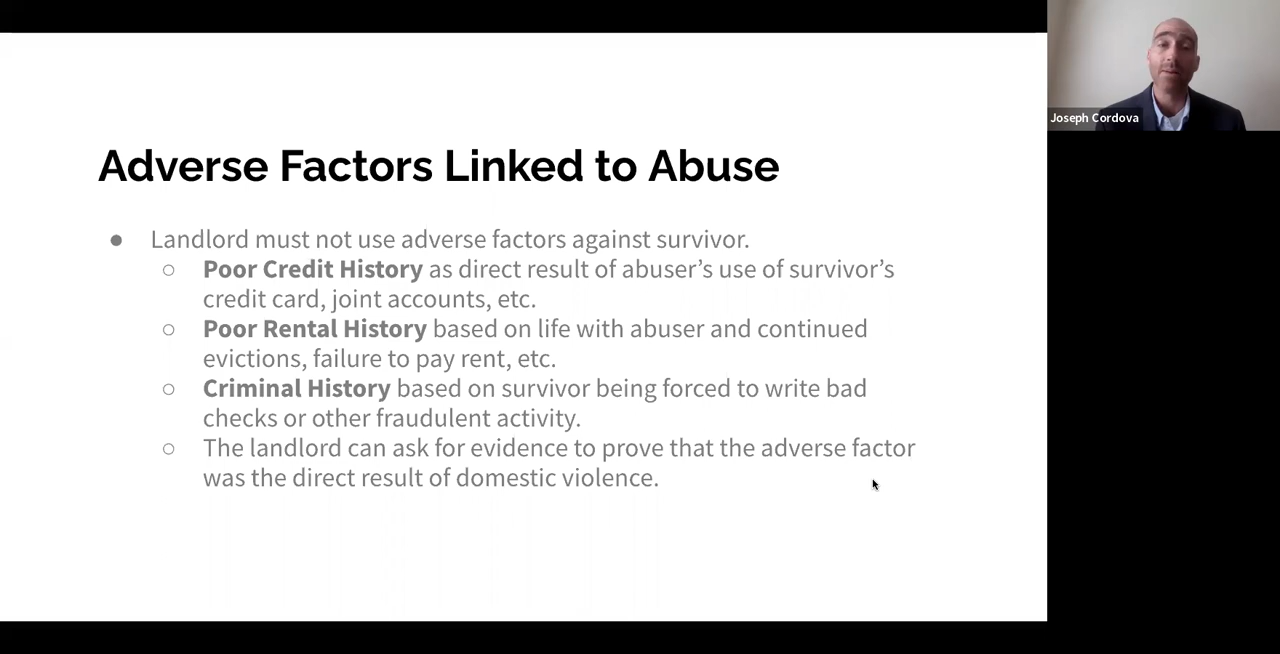 Adverse Factors Linked to Abuse
● Landlord must not use adverse factors against survivor.
○ Poor Credit History as direct result of abuser’s use of survivor’s
credit card, joint accounts, etc.
○ Poor Rental History based on life with abuser and continued
evictions, failure to pay rent, etc.
○ Criminal History based on survivor being forced to write bad
checks or other fraudulent activity.
○ The landlord can ask for evidence to prove that the adverse factor
was the direct result of domestic violence.
Joseph Cordova